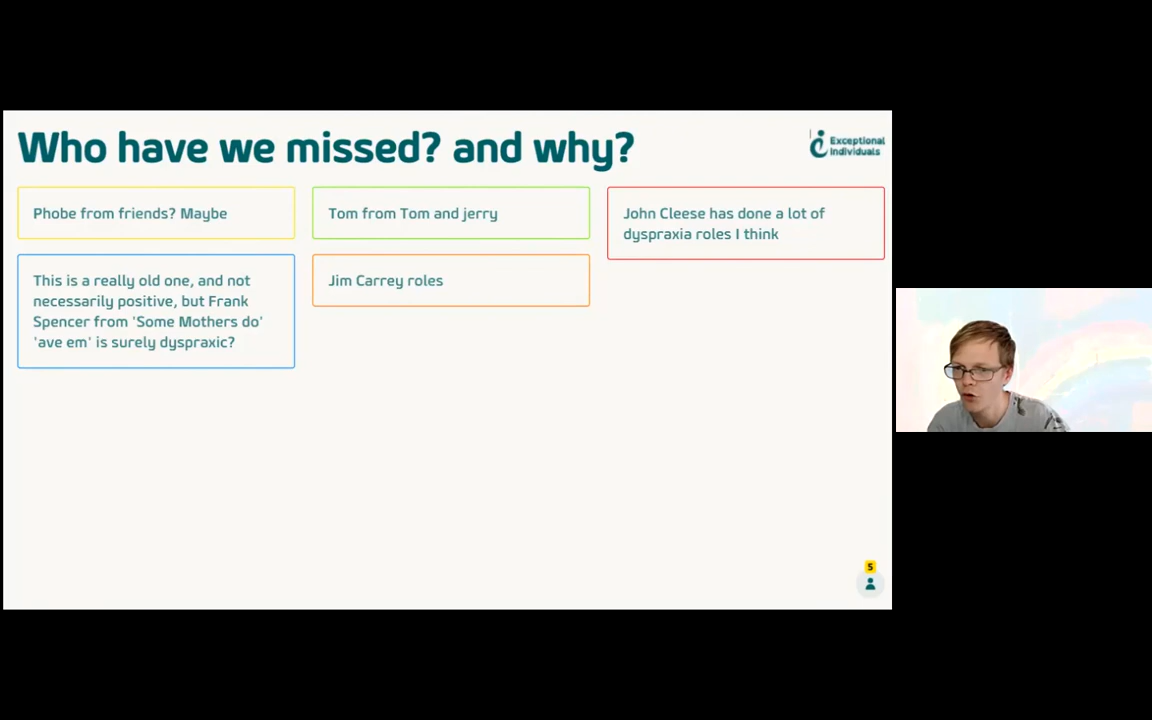 Who have we missed? and why?
Exceptional
Individuals
Phobe from friends? Maybe
Tom from Tom and jerry
John Cleese has done a lot of
dyspraxia roles I think
This is a really old one, and not
necessarily positive, but Frank
Spencer from 'Some Mothers do'
'ave em' is surely dyspraxic?
Jim Carrey roles
5